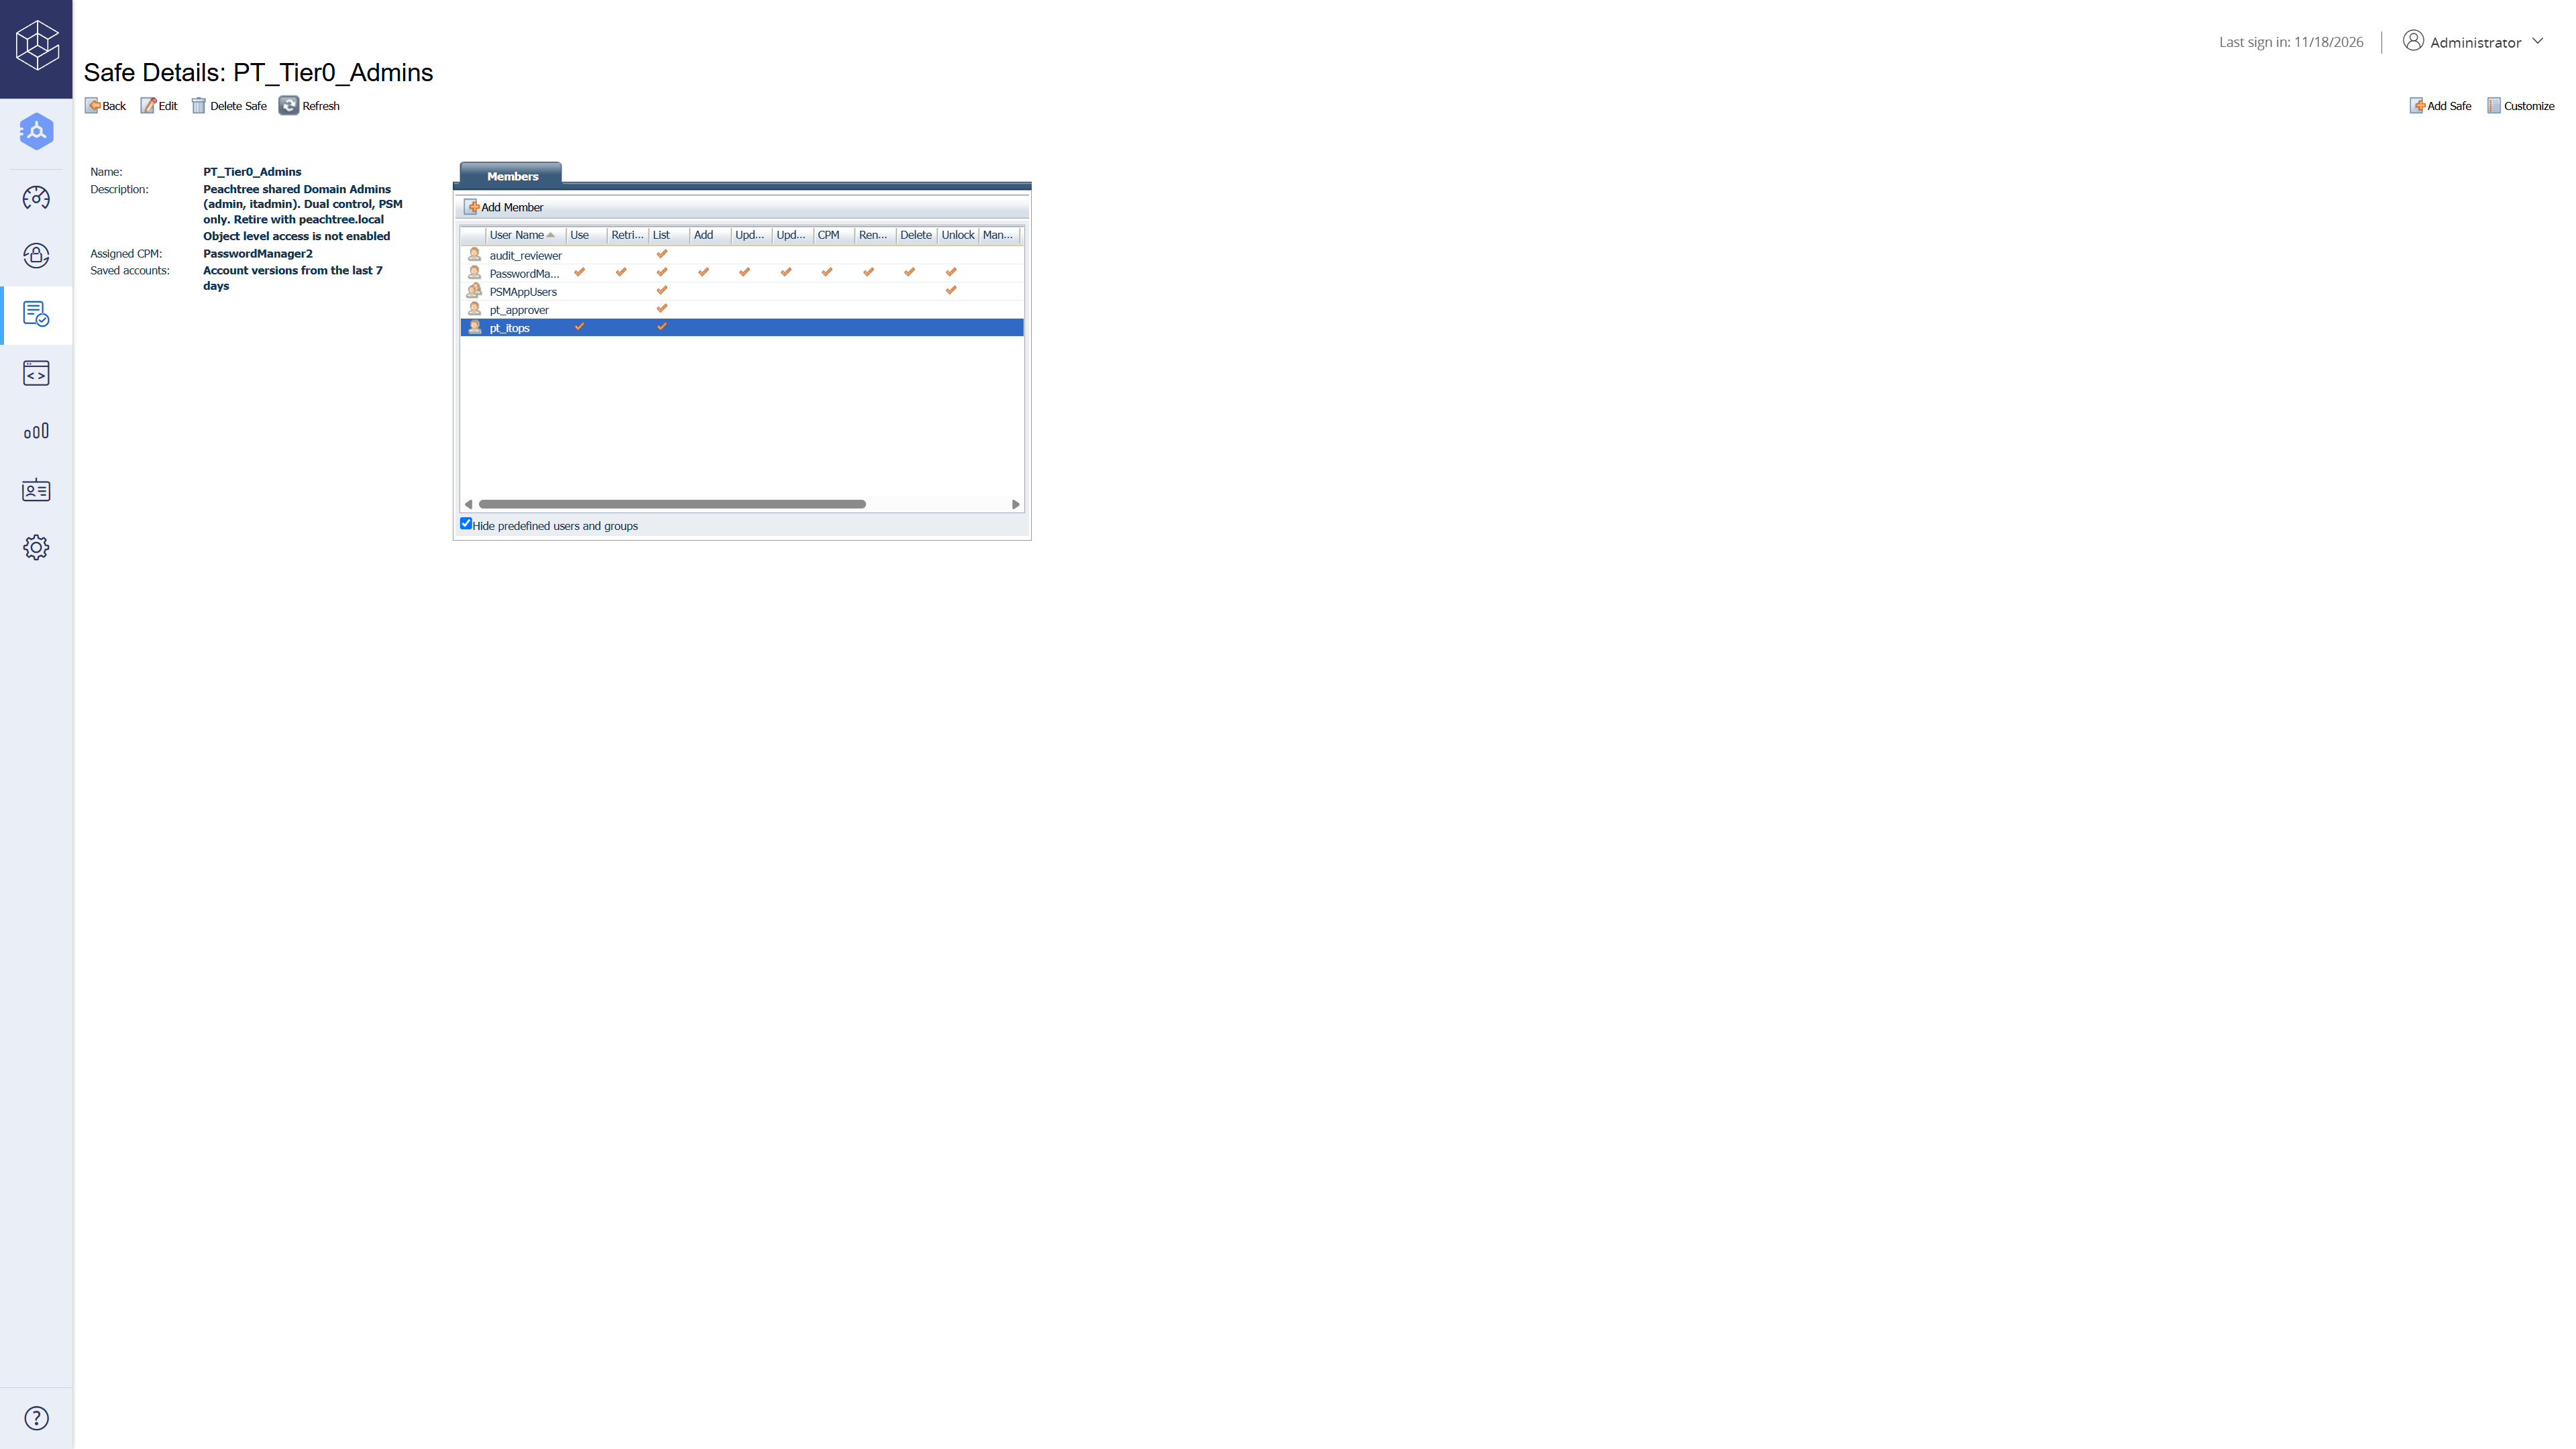 Last sign in: 11/18/2026
Administrator
Safe Details: PT_Tier0_Admins
Back
Edit
Delete Safe
Refresh
Add Safe
Customize
Name:
PT_Tier0_Admins
Description:
Peachtree shared Domain Admins
(admin, itadmin). Dual control, PSM
only. Retire with peachtree.local
Object level access is not enabled
Assigned CPM:
PasswordManager2
Saved accounts:
Account versions from the last 7
days
Members
Add Member
User Name Use Retri... List Add Upd... Upd... CPM Ren... Delete Unlock Man...
audit_reviewer
PasswordMa...
PSMAppUsers
pt_approver
pt_itops
Hide predefined users and groups